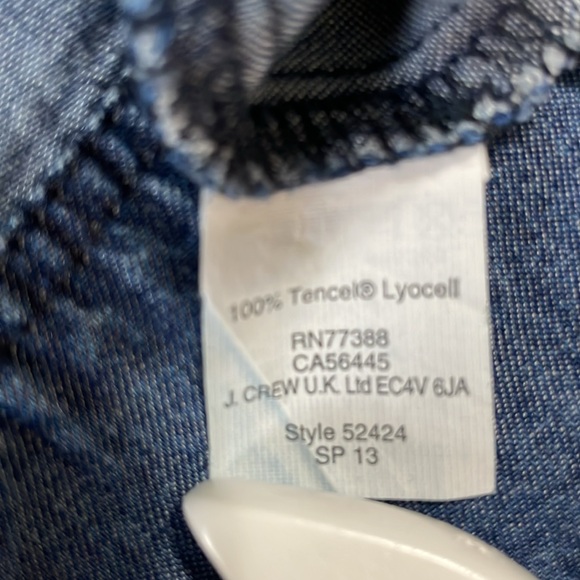 100% Tencel® Lyocell
RN77388
CA56445
J. CREW U.K. Ltd EC4V 6JA
Style 52424
SP 13